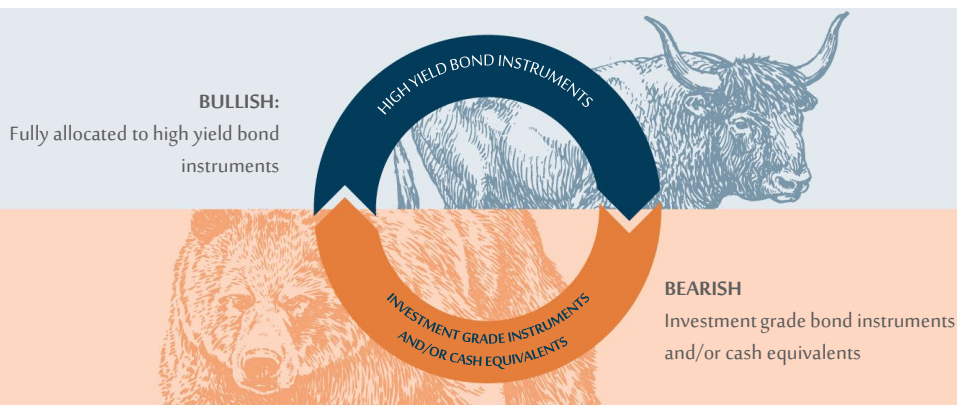 HIGH YIELD BOND INSTRUMENTS
BULLISH:
Fully allocated to high yield bond
instruments
INVESTMENT GRADE INSTRUMENTS
AND/OR CASH EQUIVALENTS
BEARISH
Investment grade bond instruments
and/or cash equivalents